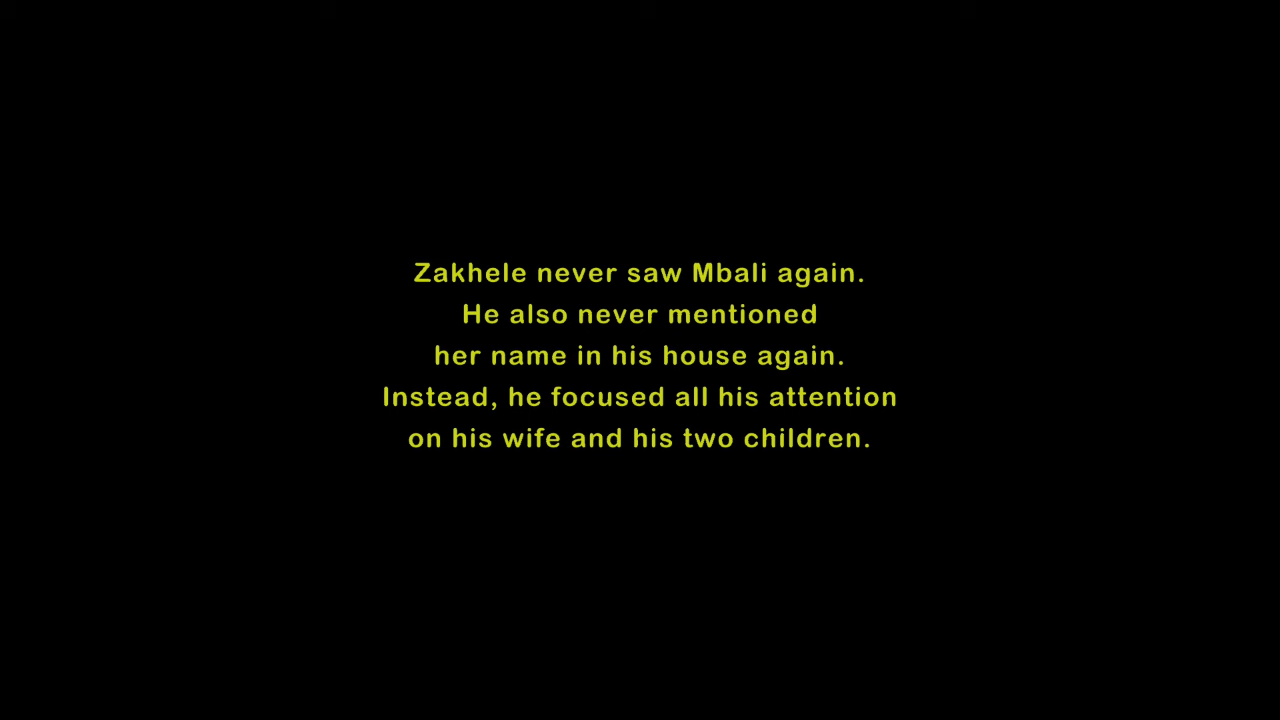 Zakhele never saw Mbali again.
He also never mentioned
her name in his house again.
Instead, he focused all his attention
on his wife and his two children.